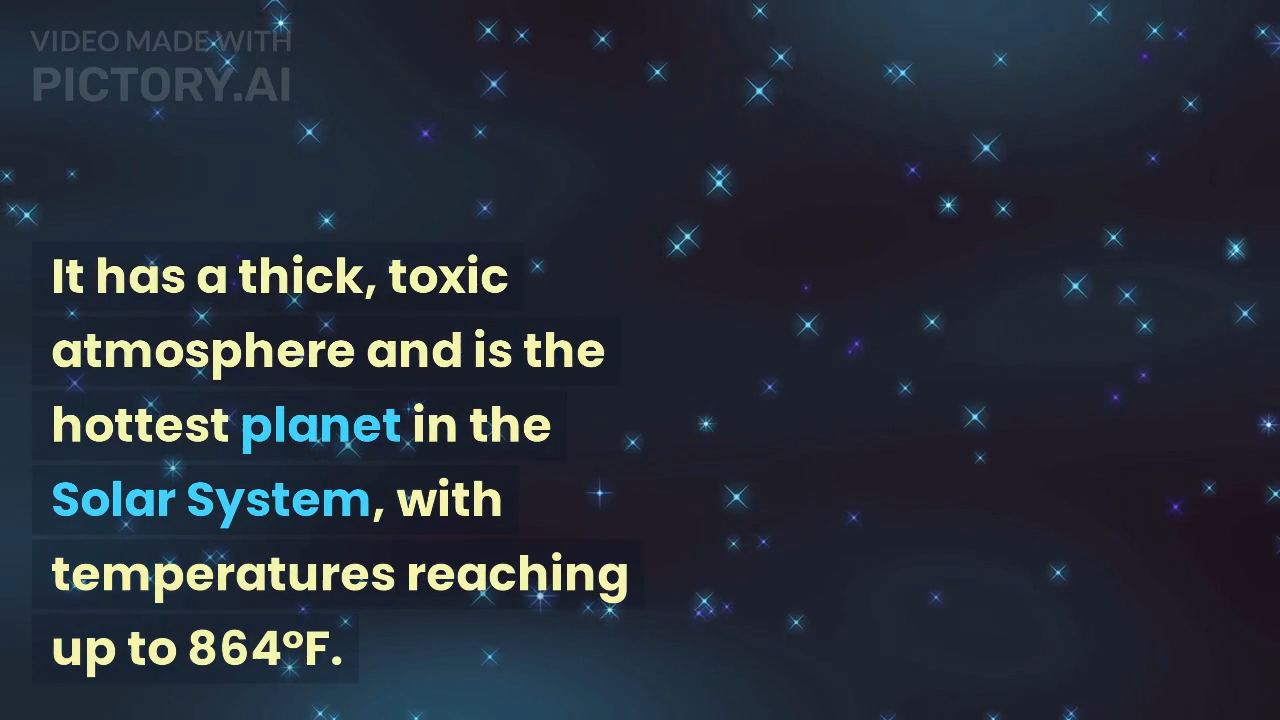 VIDEO MADE WITH
PICTORY.AI
It has a thick, toxic
atmosphere and is the
hottest planet in the
Solar System, with
temperatures reaching
up to 864°F.